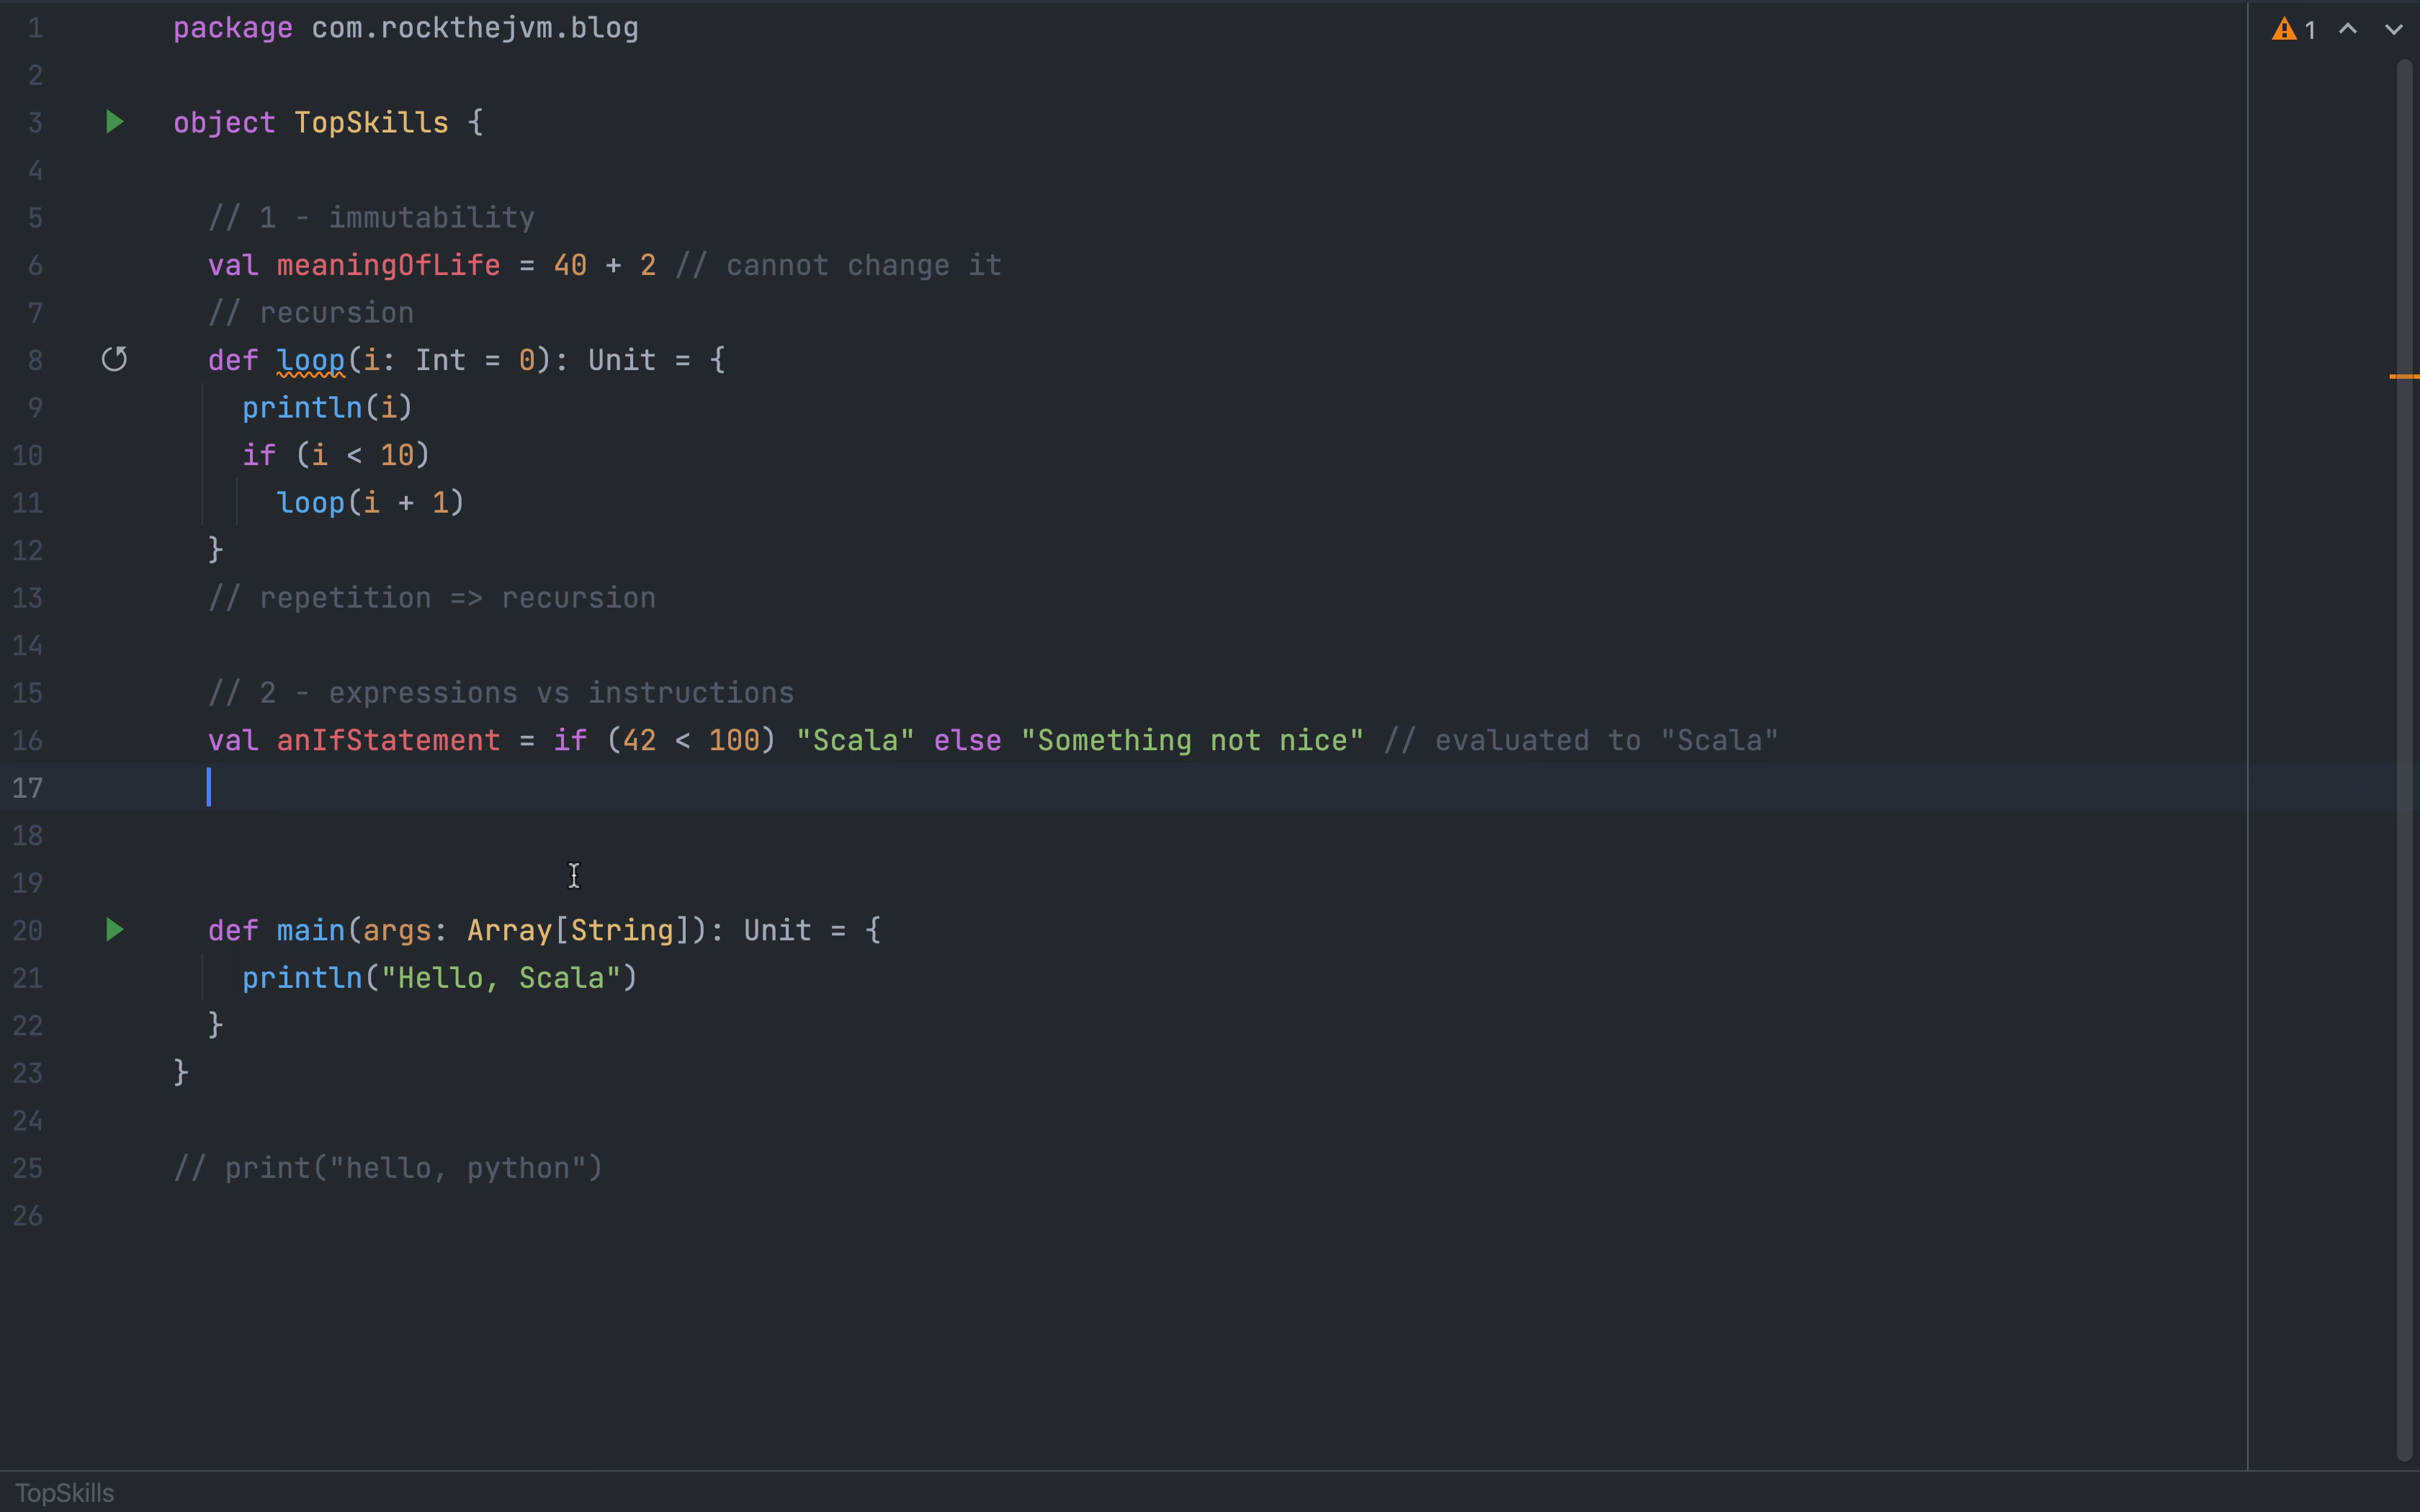 1 package com.rockthejvm.blog
1
2
3 object TopSkills {
4
5 // 1 - immutability
6 val meaningOfLife = 40 + 2 // cannot change it
7 // recursion
8 def loop(i: Int = 0): Unit = {
9 println(i)
10 if (i < 10)
11 loop(i + 1)
12 }
13 // repetition => recursion
14
15 // 2 - expressions vs instructions
16 val anIfStatement = if (42 < 100) "Scala" else "Something not nice" // evaluated to "Scala"
17
18
19
20 def main(args: Array[String]): Unit = {
21 println("Hello, Scala")
22 }
23 }
24
25 // print("hello, python")
26
TopSkills